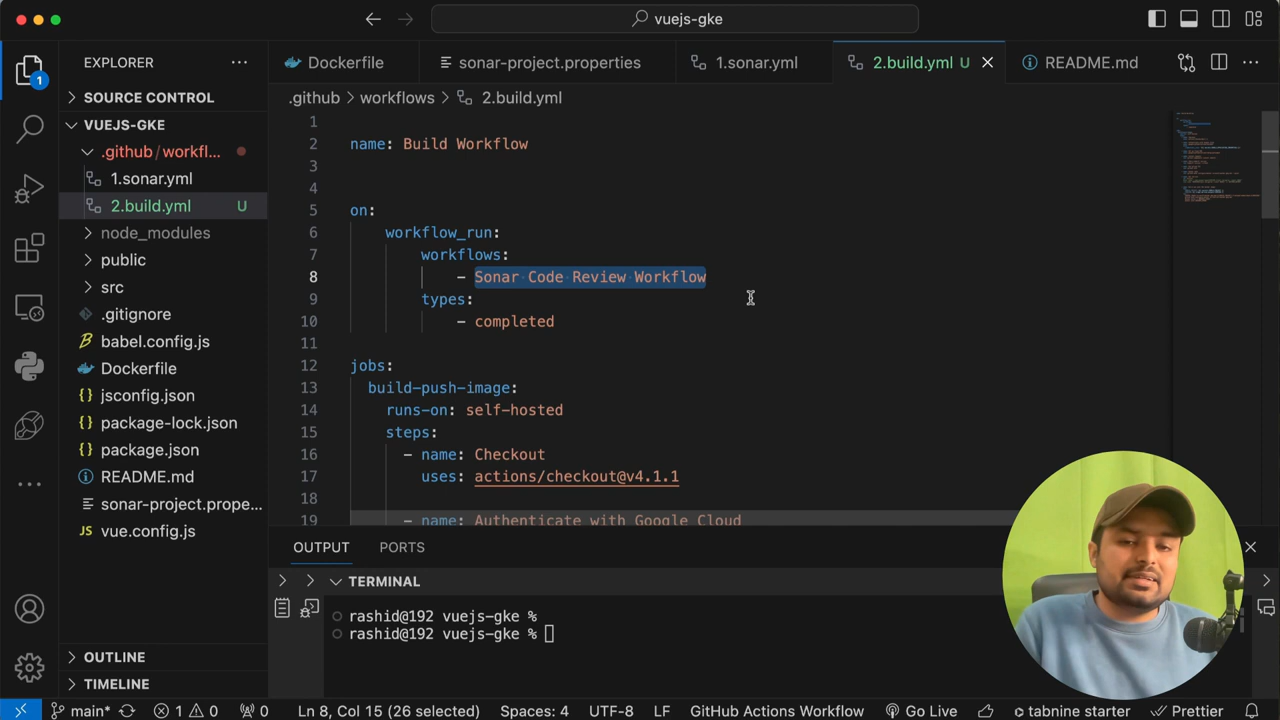 vuejs-gke
EXPLORER
SOURCE CONTROL
VUEJS-GKE
.github/workfl...
1.sonar.yml
2.build.yml U
node_modules
public
src
.gitignore
babel.config.js
Dockerfile
jsconfig.json
package-lock.json
package.json
README.md
sonar-project.prope...
vue.config.js
OUTLINE
TIMELINE
1
Dockerfile
sonar-project.properties
1.sonar.yml
2.build.yml U
README.md
.github > workflows > 2.build.yml
1
2 name: Build Workflow
3
4
5 on:
6 workflow_run:
7 workflows:
8 - Sonar Code Review Workflow
9 types:
10 - completed
11
12 jobs:
13 build-push-image:
14 runs-on: self-hosted
15 steps:
16 - name: Checkout
17 uses: actions/checkout@v4.1.1
18
19 - name: Authenticate with Google Cloud
OUTPUT PORTS
TERMINAL
rashid@192 vuejs-gke %
rashid@192 vuejs-gke %
main* 1 0 0 Ln 8, Col 15 (26 selected) Spaces: 4 UTF-8 LF GitHub Actions Workflow Go Live tabnine starter Prettier